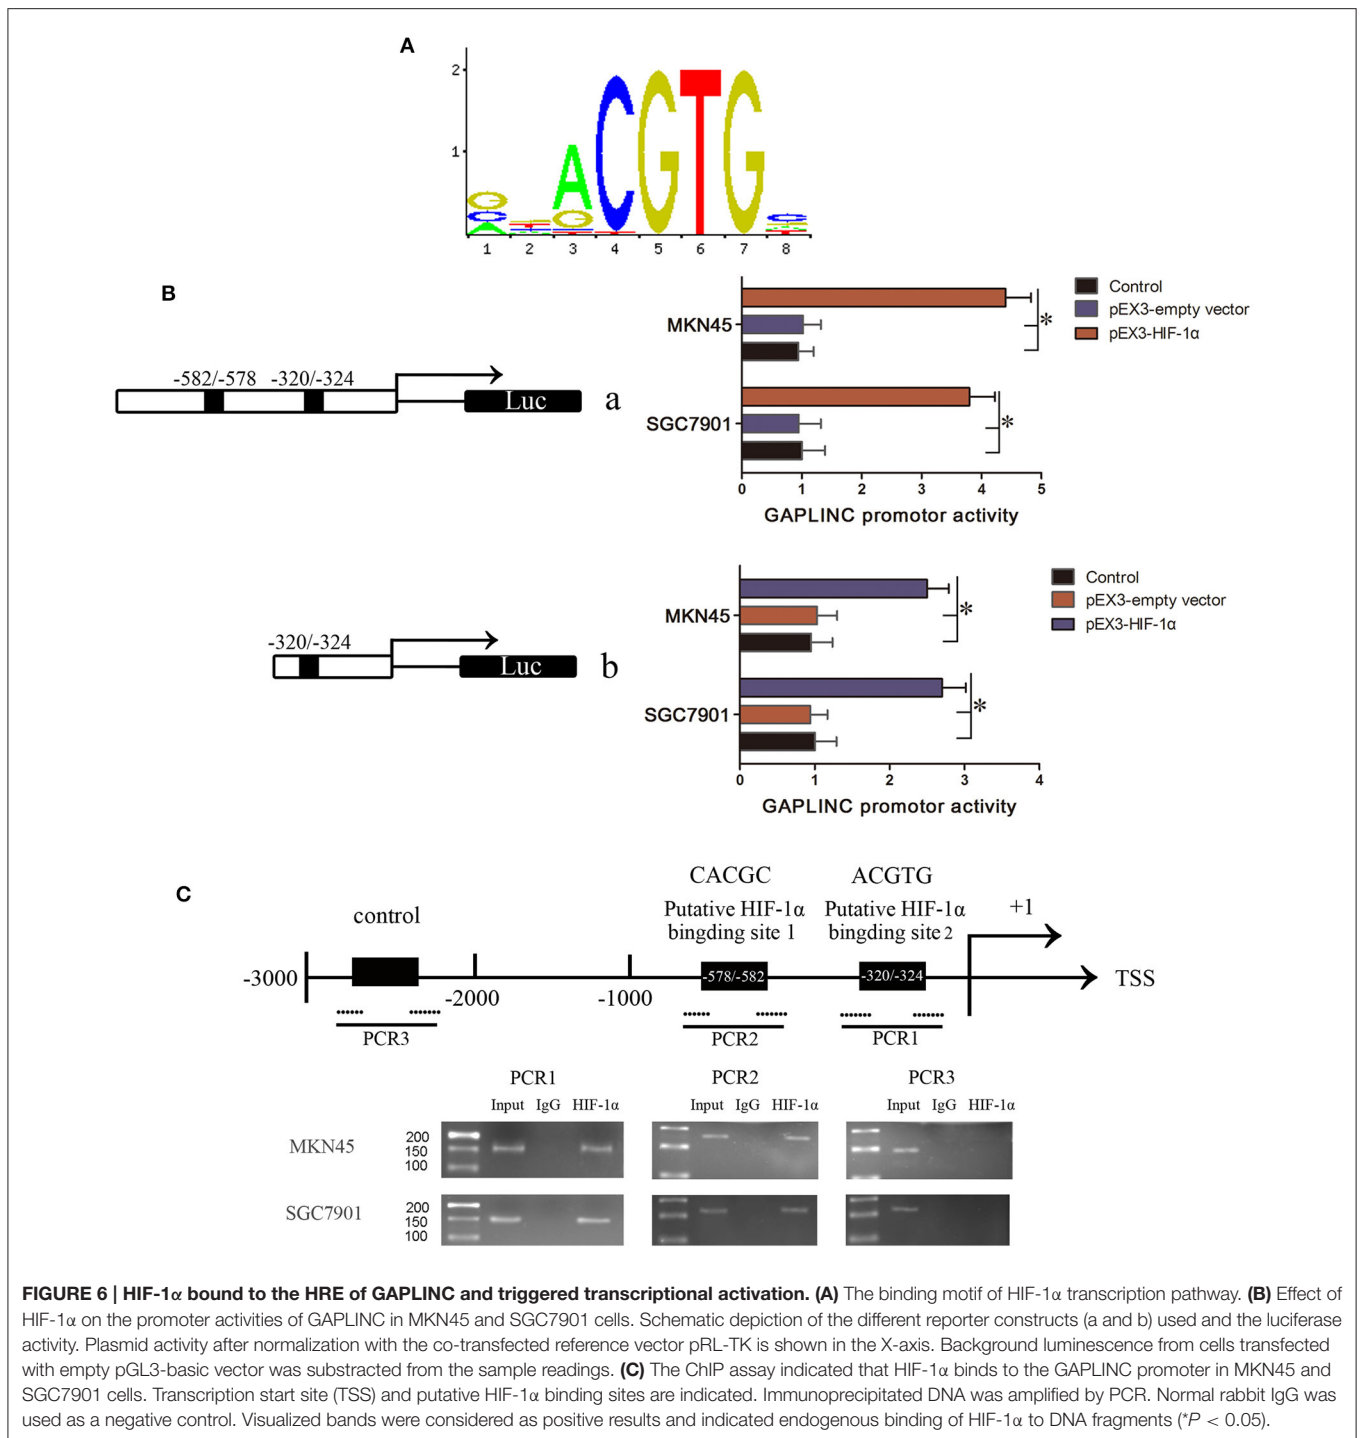 A
2
1
A C G T G
1 2 3 4 5 6 7 8
B
-582/-578 -320/-324
Luc
a
MKN45
SGC7901
*
*
0 1 2 3 4 5
GAPLINC promotor activity
Control
pEX3-empty vector
pEX3-HIF-1α
-320/-324
Luc
b
MKN45
SGC7901
*
*
0 1 2 3 4
GAPLINC promotor activity
Control
pEX3-empty vector
pEX3-HIF-1α
C
control
CACGC
Putative HIF-1α
bingding site 1
ACGTG
Putative HIF-1α
bingding site 2
+1
-3000
-2000
-1000
-578/-582
-320/-324
TSS
PCR3
PCR2
PCR1
PCR1 PCR2 PCR3
Input IgG HIF-1α Input IgG HIF-1α Input IgG HIF-1α
MKN45
200
150
100
SGC7901
200
150
100
FIGURE 6 | HIF-1α bound to the HRE of GAPLINC and triggered transcriptional activation. (A) The binding motif of HIF-1α transcription pathway. (B) Effect of
HIF-1α on the promoter activities of GAPLINC in MKN45 and SGC7901 cells. Schematic depiction of the different reporter constructs (a and b) used and the luciferase
activity. Plasmid activity after normalization with the co-transfected reference vector pRL-TK is shown in the X-axis. Background luminescence from cells transfected
with empty pGL3-basic vector was substracted from the sample readings. (C) The ChIP assay indicated that HIF-1α binds to the GAPLINC promoter in MKN45 and
SGC7901 cells. Transcription start site (TSS) and putative HIF-1α binding sites are indicated. Immunoprecipitated DNA was amplified by PCR. Normal rabbit IgG was
used as a negative control. Visualized bands were considered as positive results and indicated endogenous binding of HIF-1α to DNA fragments (*P < 0.05).